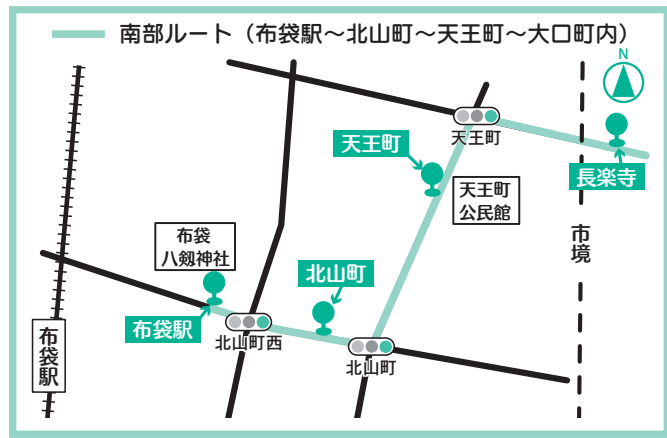 南部ルート（布袋駅～北山町～天王町～大口町内）
N
天王町
天王町
長楽寺
天王町
公民館
市境
布袋
八剱神社
北山町
布袋駅
北山町西
北山町
布袋駅